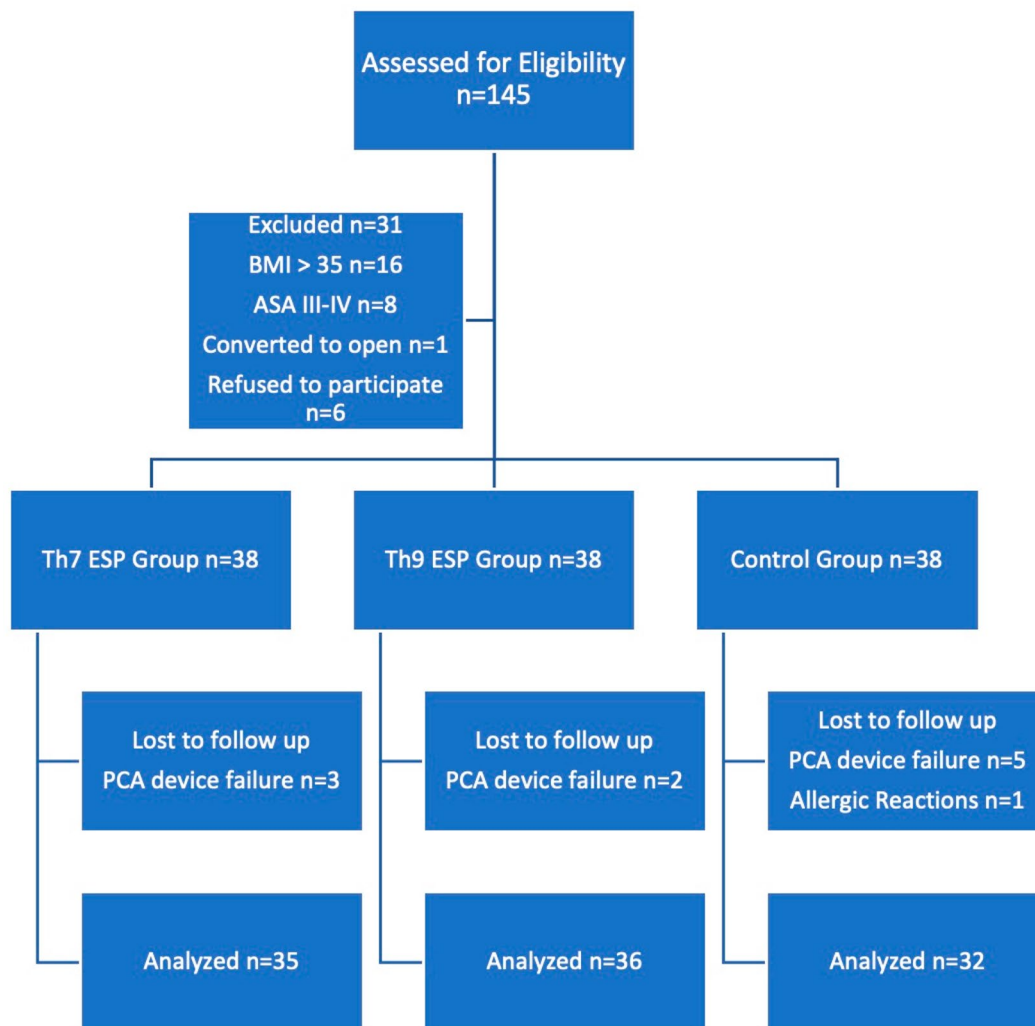 Assessed for Eligibility
n=145
Excluded n=31
BMI > 35 n=16
ASA III-IV n=8
Converted to open n=1
Refused to participate
n=6
Th7 ESP Group n=38
Th9 ESP Group n=38
Control Group n=38
Lost to follow up
PCA device failure n=3
Lost to follow up
PCA device failure n=2
Lost to follow up
PCA device failure n=5
Allergic Reactions n=1
Analyzed n=35
Analyzed n=36
Analyzed n=32